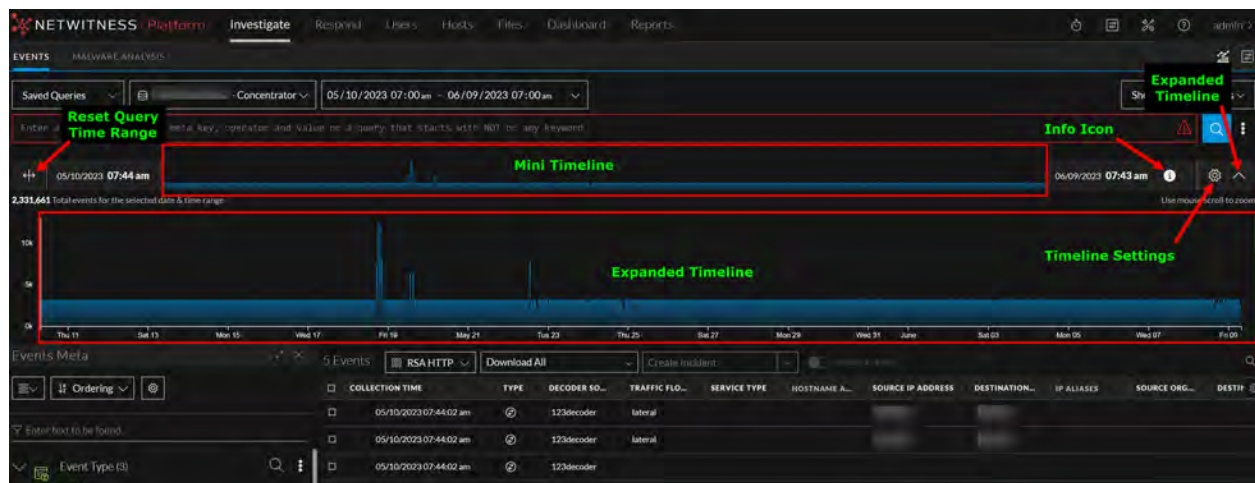 NETWITNESS Platform Investigate Respond Users Hosts Files Dashboard Reports admin
EVENTS MALWARE ANALYSIS
Expanded
Timeline
Saved Queries Concentrator 05/10/2023 07:00am - 06/09/2023 07:00am
Reset Query
Time Range
Enter a meta key, operator and value or a query that starts with NOT or any keyword
Info Icon
Mini Timeline
05/10/2023 07:44 am 06/09/2023 07:43 am
2,331,661 Total events for the selected date & time range Use mouse scroll to zoom
10k
5k
0k
Expanded Timeline
Timeline Settings
Thu 11 Sat 13 Mon 15 Wed 17 Fri 19 May 21 Tue 23 Thu 25 Sat 27 Mon 29 Wed 31 June Sat 03 Mon 05 Wed 07 Fri 09
Events Meta 5 Events RSA HTTP Download All Create Incident
Ordering
COLLECTION TIME TYPE DECODER SO... TRAFFIC FLO... SERVICE TYPE HOSTNAME A... SOURCE IP ADDRESS DESTINATION... IP ALIASES SOURCE ORG... DESTIN
05/10/2023 07:44:02 am 123decoder lateral
Enter text to be found.
05/10/2023 07:44:02 am 123decoder lateral
Event Type (3)
05/10/2023 07:44:02 am 123decoder